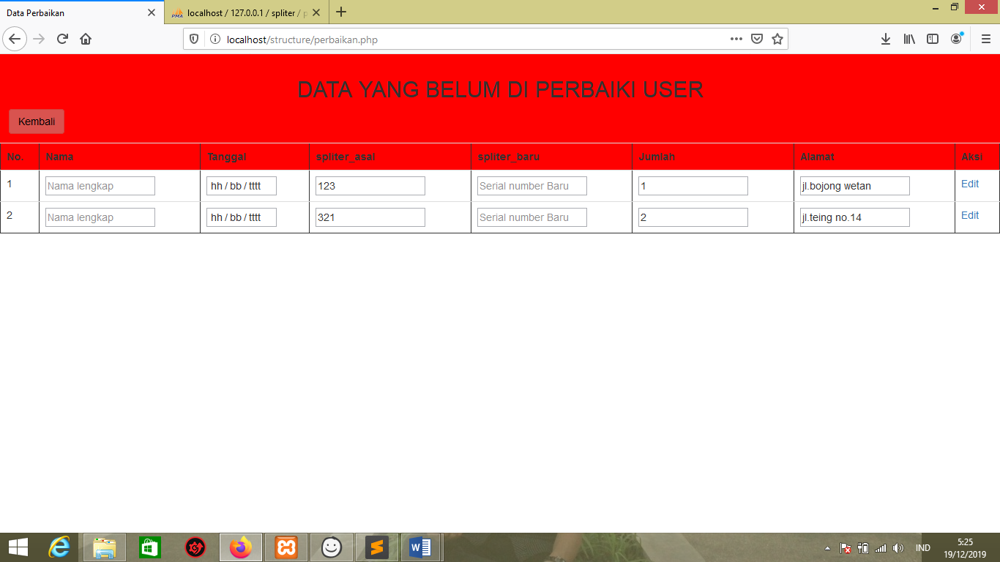 Data Perbaikan
localhost / 127.0.0.1 / spliter / p
localhost/structure/perbaikan.php
DATA YANG BELUM DI PERBAIKI USER
Kembali
No. Nama Tanggal spliter_asal spliter_baru Jumlah Alamat Aksi
1 Nama lengkap hh / bb / tttt 123 Serial number Baru 1 jl.bojong wetan Edit
2 Nama lengkap hh / bb / tttt 321 Serial number Baru 2 jl.teing no.14 Edit
IND
5:25
19/12/2019